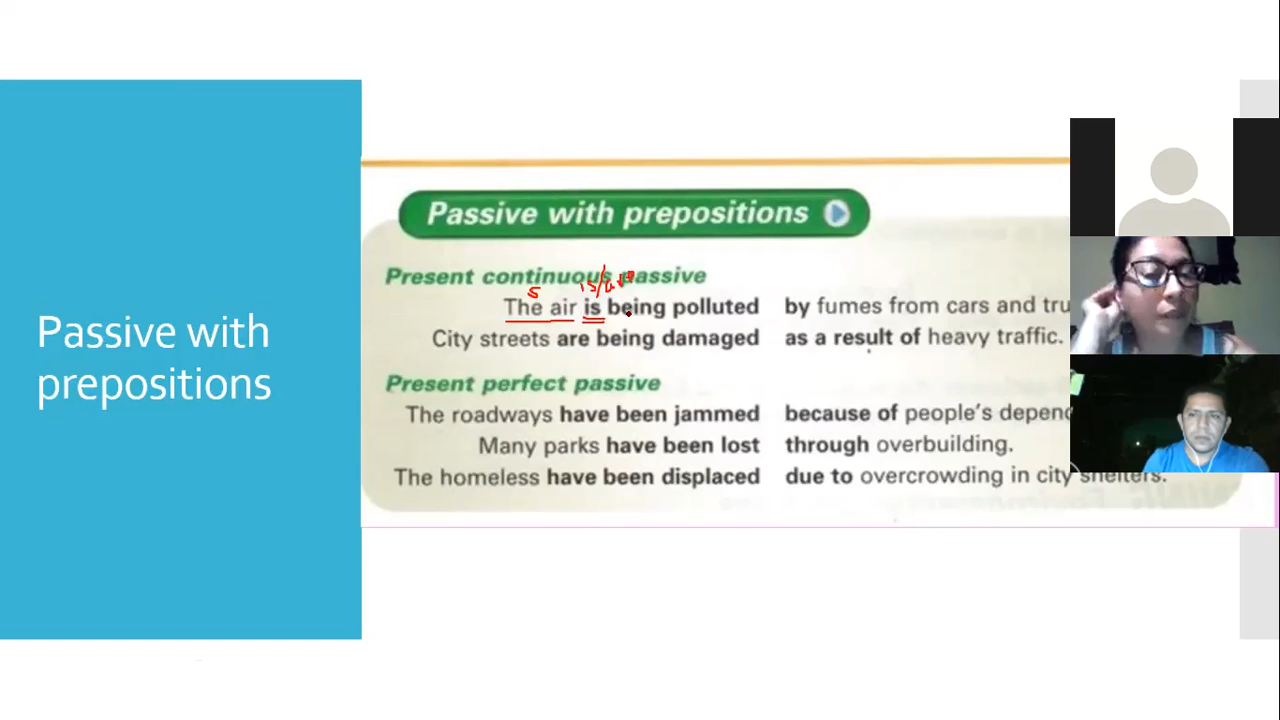 Passive with
prepositions
Passive with prepositions
Present continuous passive
s is/are
The air is being polluted by fumes from cars and
City streets are being damaged as a result of heavy traffic.
Present perfect passive
The roadways have been jammed because of people's
Many parks have been lost through overbuilding.
The homeless have been displaced due to overcrowding in city shelters.